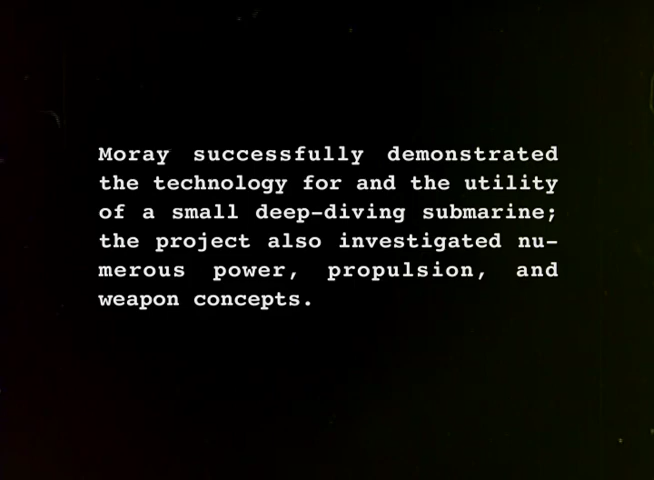 Moray successfully demonstrated
the technology for and the utility
of a small deep-diving submarine;
the project also investigated nu-
merous power, propulsion, and
weapon concepts.